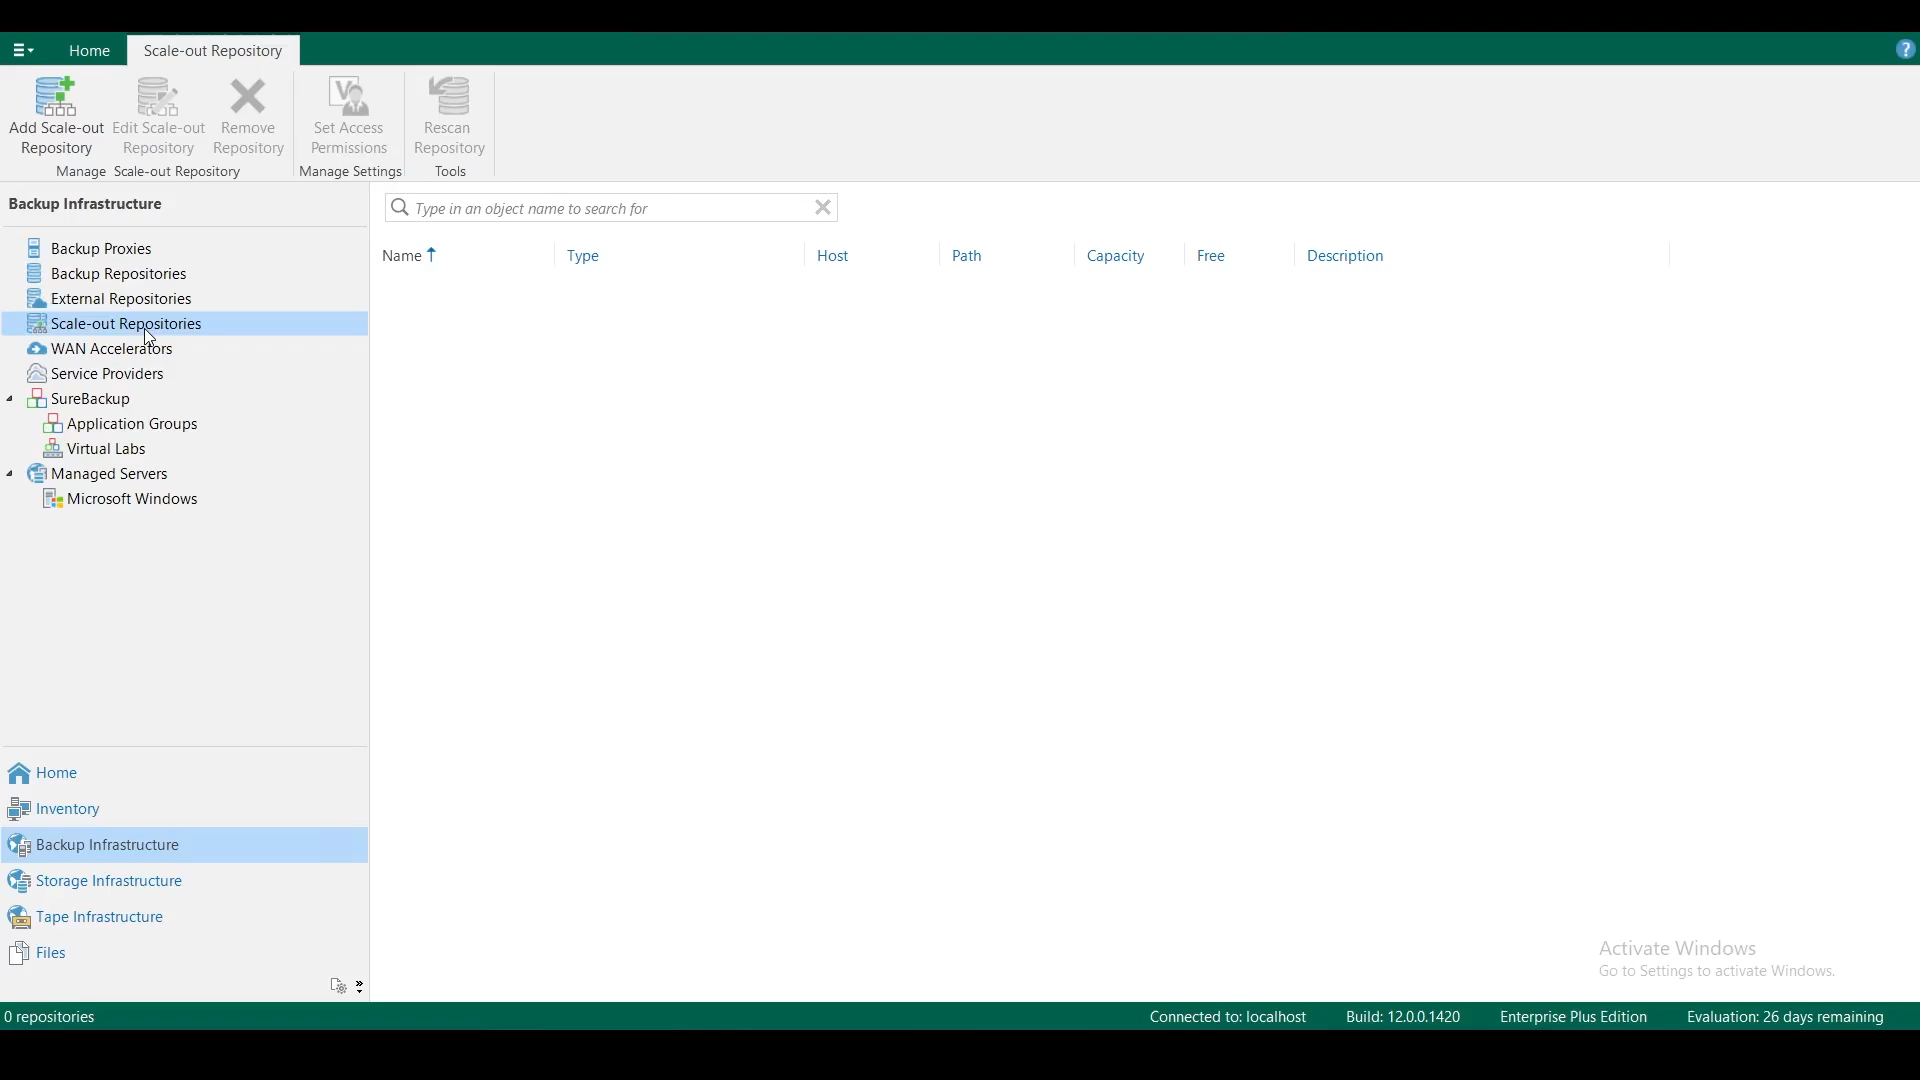 Home
Scale-out Repository
?
Add Scale-out Repository
Edit Scale-out Repository
Remove Repository
Set Access Permissions
Rescan Repository
Manage Scale-out Repository
Manage Settings
Tools
Backup Infrastructure
Type in an object name to search for
Backup Proxies
Backup Repositories
External Repositories
Scale-out Repositories
WAN Accelerators
Service Providers
SureBackup
Application Groups
Virtual Labs
Managed Servers
Microsoft Windows
Name Type Host Path Capacity Free Description
Home
Inventory
Backup Infrastructure
Storage Infrastructure
Tape Infrastructure
Files
Activate Windows
Go to Settings to activate Windows.
0 repositories
Connected to: localhost Build: 12.0.0.1420 Enterprise Plus Edition Evaluation: 26 days remaining